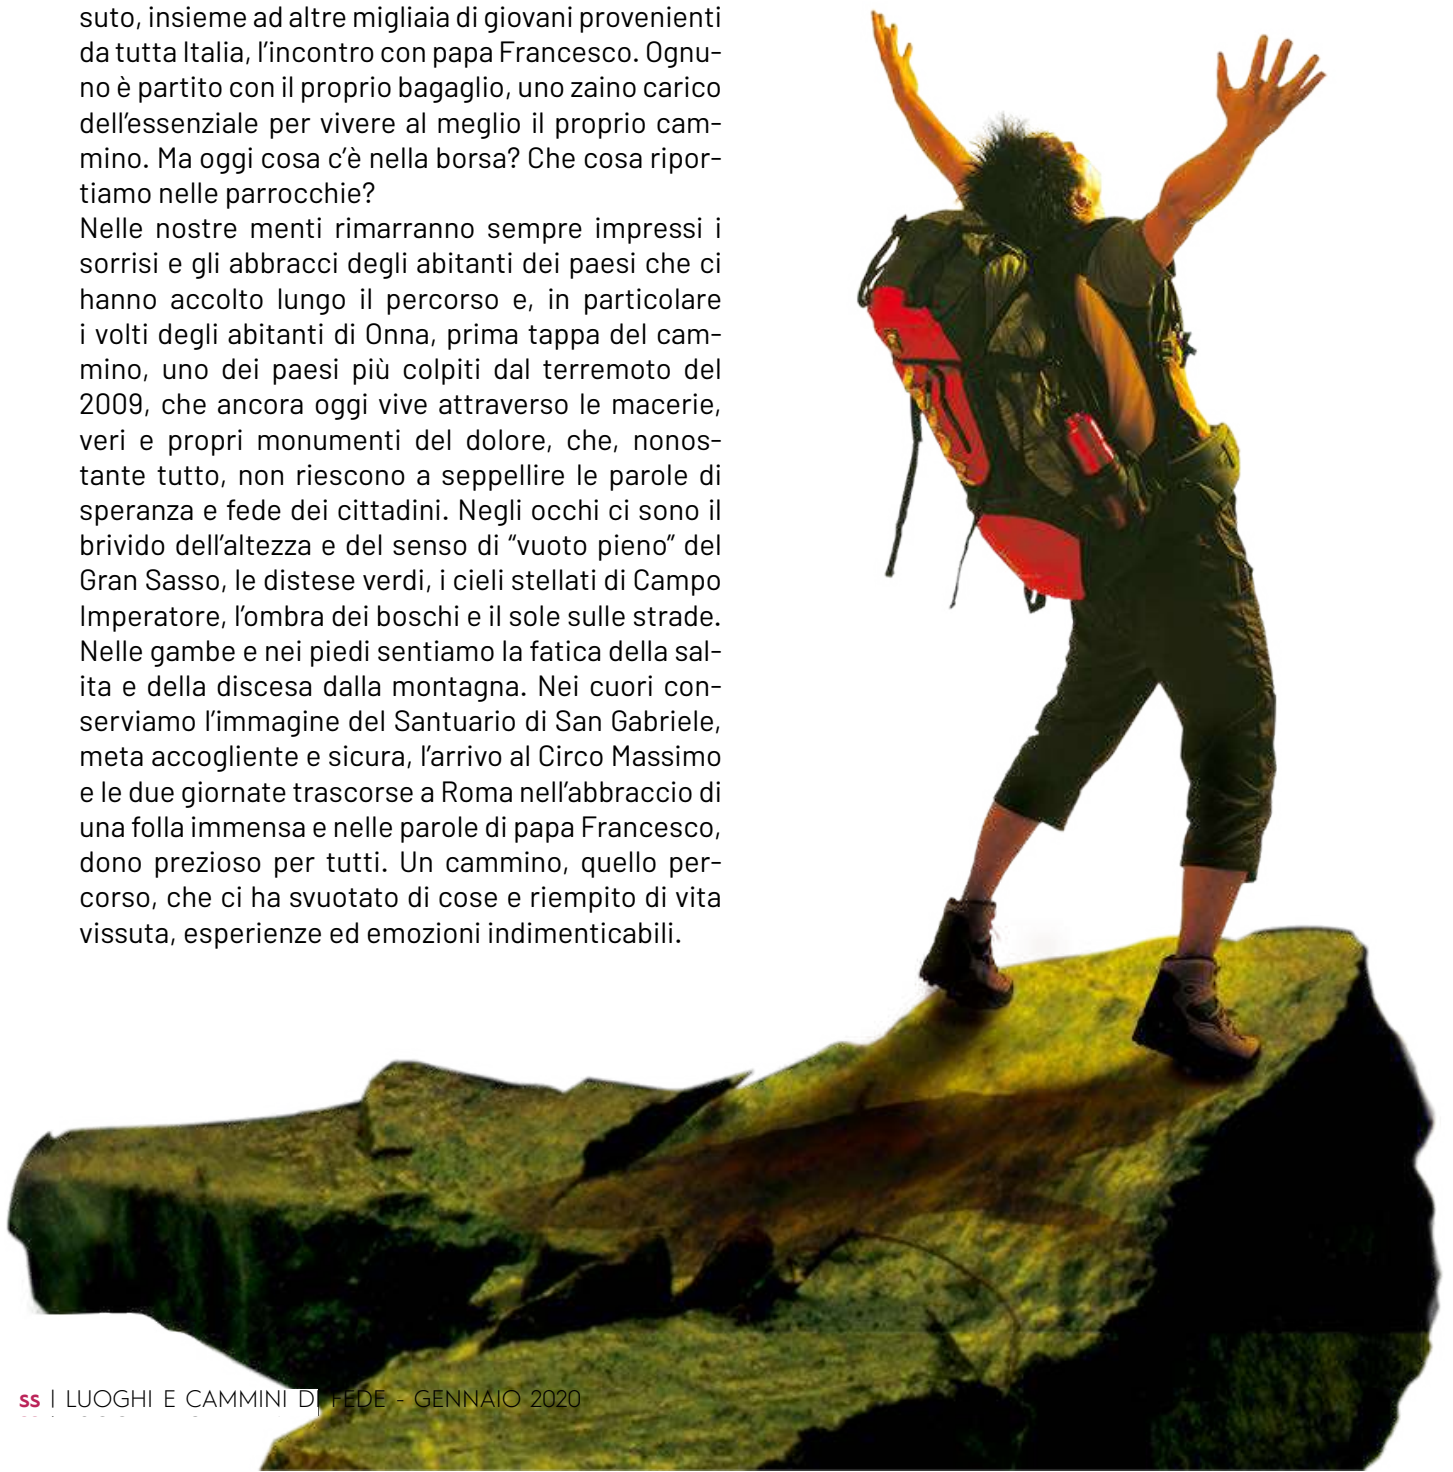 suto, insieme ad altre migliaia di giovani provenienti
da tutta Italia, l’incontro con papa Francesco. Ognu-
no è partito con il proprio bagaglio, uno zaino carico
dell’essenziale per vivere al meglio il proprio cam-
mino. Ma oggi cosa c’è nella borsa? Che cosa ripor-
tiamo nelle parrocchie?
Nelle nostre menti rimarranno sempre impressi i
sorrisi e gli abbracci degli abitanti dei paesi che ci
hanno accolto lungo il percorso e, in particolare
i volti degli abitanti di Onna, prima tappa del cam-
mino, uno dei paesi più colpiti dal terremoto del
2009, che ancora oggi vive attraverso le macerie,
veri e propri monumenti del dolore, che, nonos-
tante tutto, non riescono a seppellire le parole di
speranza e fede dei cittadini. Negli occhi ci sono il
brivido dell’altezza e del senso di “vuoto pieno” del
Gran Sasso, le distese verdi, i cieli stellati di Campo
Imperatore, l’ombra dei boschi e il sole sulle strade.
Nelle gambe e nei piedi sentiamo la fatica della sal-
ita e della discesa dalla montagna. Nei cuori con-
serviamo l’immagine del Santuario di San Gabriele,
meta accogliente e sicura, l’arrivo al Circo Massimo
e le due giornate trascorse a Roma nell’abbraccio di
una folla immensa e nelle parole di papa Francesco,
dono prezioso per tutti. Un cammino, quello per-
corso, che ci ha svuotato di cose e riempito di vita
vissuta, esperienze ed emozioni indimenticabili.
ss | LUOGHI E CAMMINI DI FEDE - GENNAIO 2020